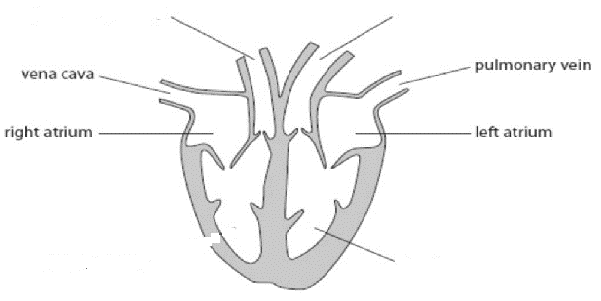 vena cava
pulmonary vein
right atrium
left atrium